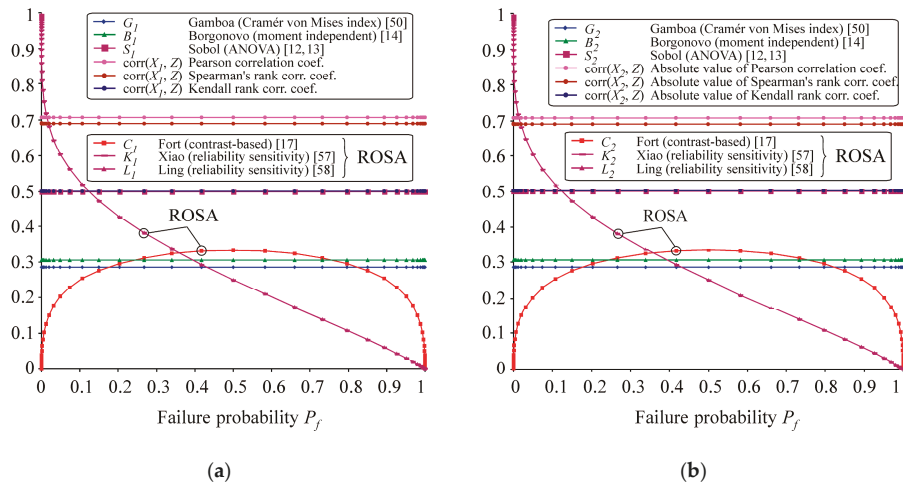 G1 Gamboa (Cramér von Mises index) [50]
B1 Borgonovo (moment independent) [14]
S1 Sobol (ANOVA) [12,13]
corr(X1, Z) Pearson correlation coef.
corr(X1, Z) Spearman's rank corr. coef.
corr(X1, Z) Kendall rank corr. coef.
C1 Fort (contrast-based) [17]
K1 Xiao (reliability sensitivity) [57]
L1 Ling (reliability sensitivity) [58]
ROSA
ROSA
1
0.9
0.8
0.7
0.6
0.5
0.4
0.3
0.2
0.1
0
0 0.1 0.2 0.3 0.4 0.5 0.6 0.7 0.8 0.9 1
Failure probability Pf
(a)
G2 Gamboa (Cramér von Mises index) [50]
B2 Borgonovo (moment independent) [14]
S2 Sobol (ANOVA) [12,13]
corr(X2, Z) Absolute value of Pearson correlation coef.
corr(X2, Z) Absolute value of Spearman's rank corr. coef.
corr(X2, Z) Absolute value of Kendall rank corr. coef.
C2 Fort (contrast-based) [17]
K2 Xiao (reliability sensitivity) [57]
L2 Ling (reliability sensitivity) [58]
ROSA
ROSA
1
0.9
0.8
0.7
0.6
0.5
0.4
0.3
0.2
0.1
0
0 0.1 0.2 0.3 0.4 0.5 0.6 0.7 0.8 0.9 1
Failure probability Pf
(b)